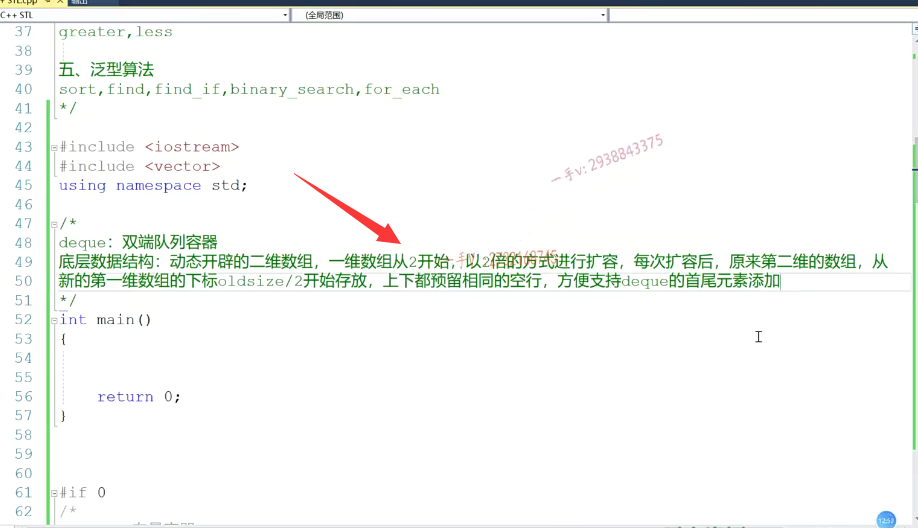 STL.cpp
输出
C++ STL
(全局范围)
37 greater,less
38
39 五、泛型算法
40 sort,find,find_if,binary_search,for_each
41 */
42
43 #include <iostream>
44 #include <vector>
45 using namespace std;
46
47 /*
48 deque：双端队列容器
49 底层数据结构：动态开辟的二维数组，一维数组从2开始，以2倍的方式进行扩容，每次扩容后，原来第二维的数组，从
50 新的第一维数组的下标oldsize/2开始存放，上下都预留相同的空行，方便支持deque的首尾元素添加
51 */
52 int main()
53 {
54
55
56 return 0;
57 }
58
59
60
61 #if 0
62 /*
一手v: 2938843375
12:53